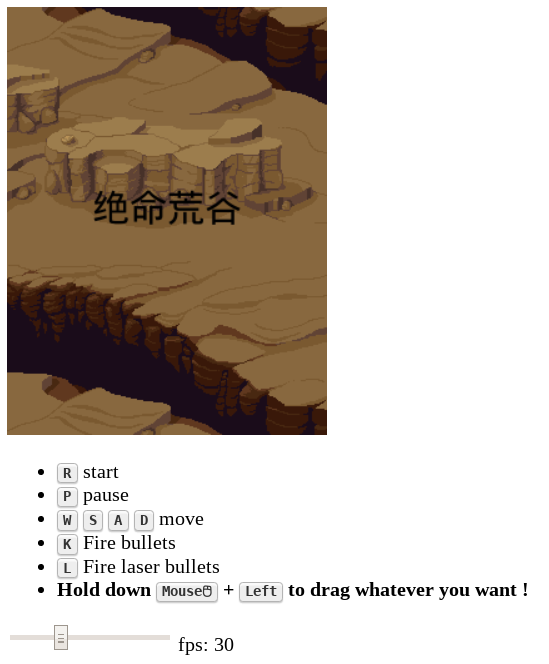 绝命荒谷
R start
P pause
W S A D move
K Fire bullets
L Fire laser bullets
Hold down Mouse🖱 + Left to drag whatever you want !
fps: 30